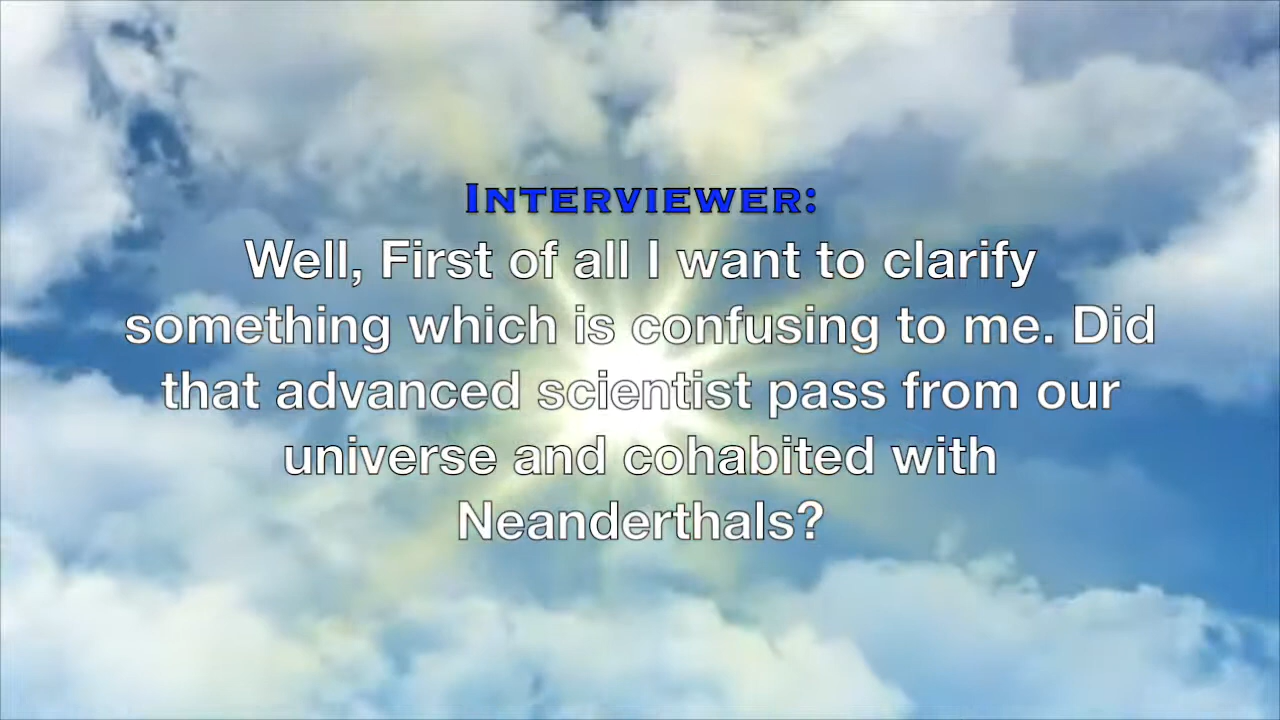 INTERVIEWER:
Well, First of all I want to clarify
something which is confusing to me. Did
that advanced scientist pass from our
universe and cohabited with
Neanderthals?